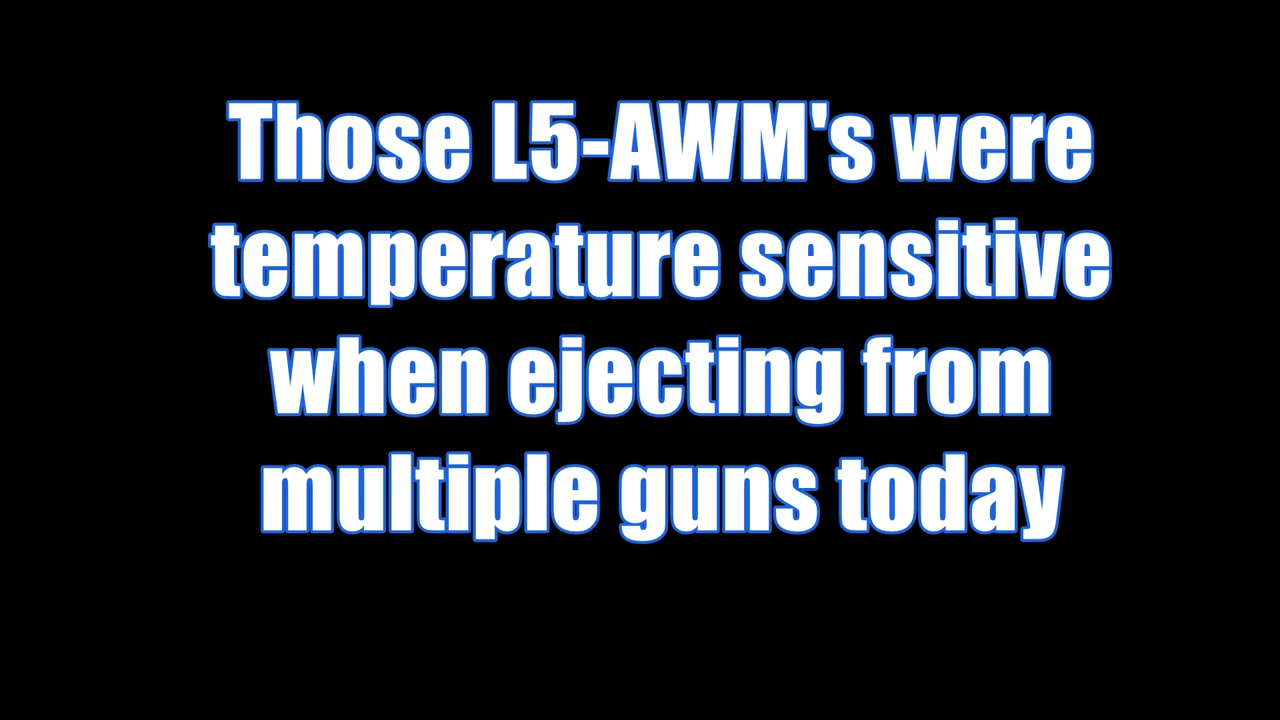 Those L5-AWM's were
temperature sensitive
when ejecting from
multiple guns today